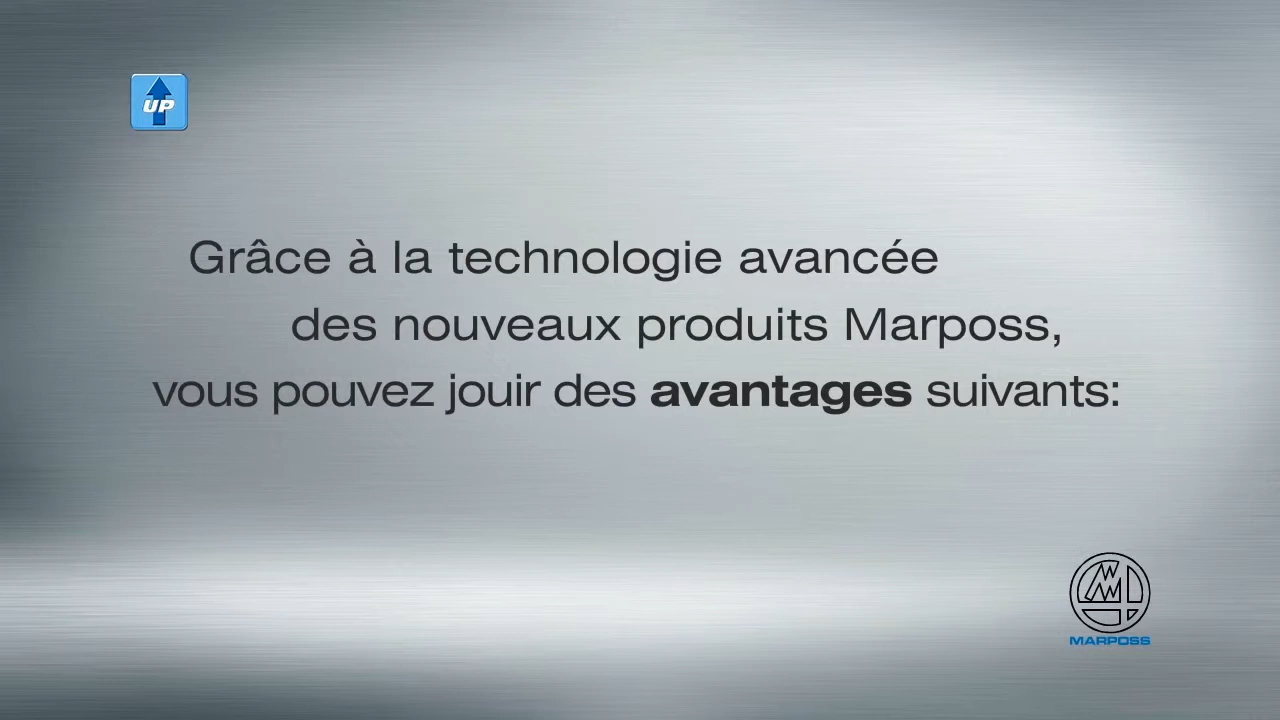 UP
Grâce à la technologie avancée
des nouveaux produits Marposs,
vous pouvez jouir des avantages suivants:
MARPOSS